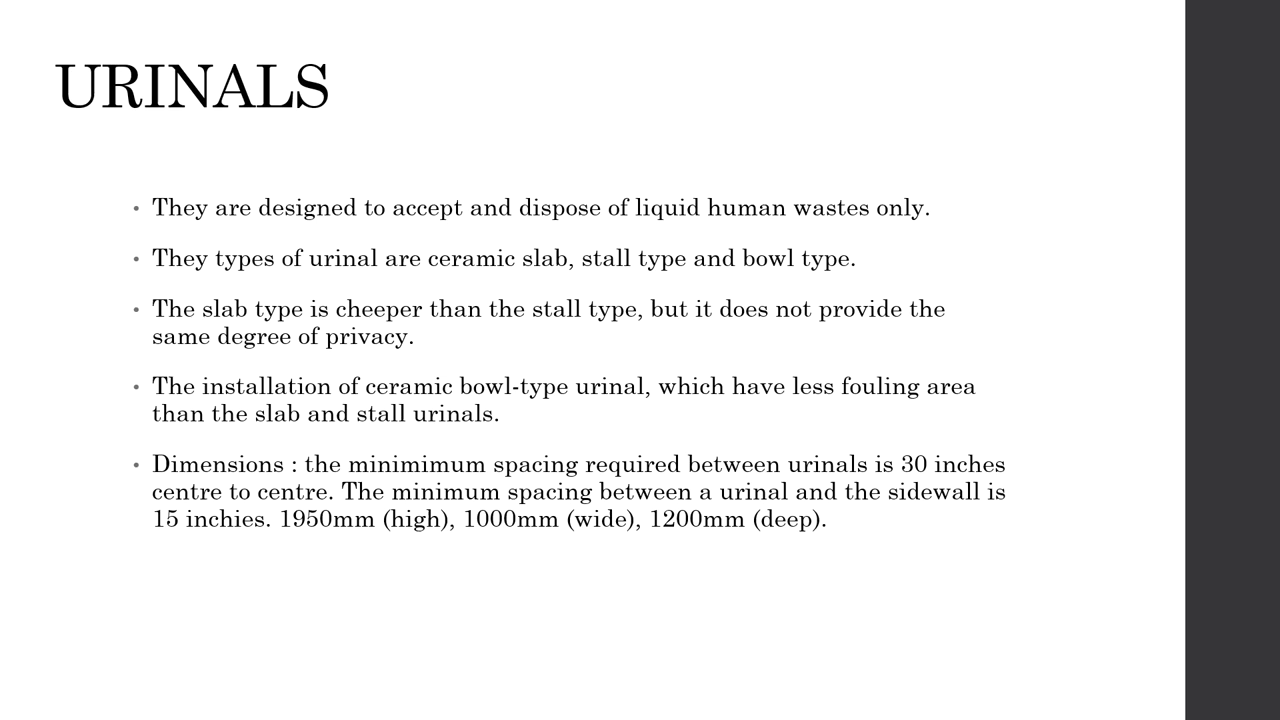 URINALS
• They are designed to accept and dispose of liquid human wastes only.
• They types of urinal are ceramic slab, stall type and bowl type.
• The slab type is cheeper than the stall type, but it does not provide the
same degree of privacy.
• The installation of ceramic bowl-type urinal, which have less fouling area
than the slab and stall urinals.
• Dimensions : the minimimum spacing required between urinals is 30 inches
centre to centre. The minimum spacing between a urinal and the sidewall is
15 inchies. 1950mm (high), 1000mm (wide), 1200mm (deep).